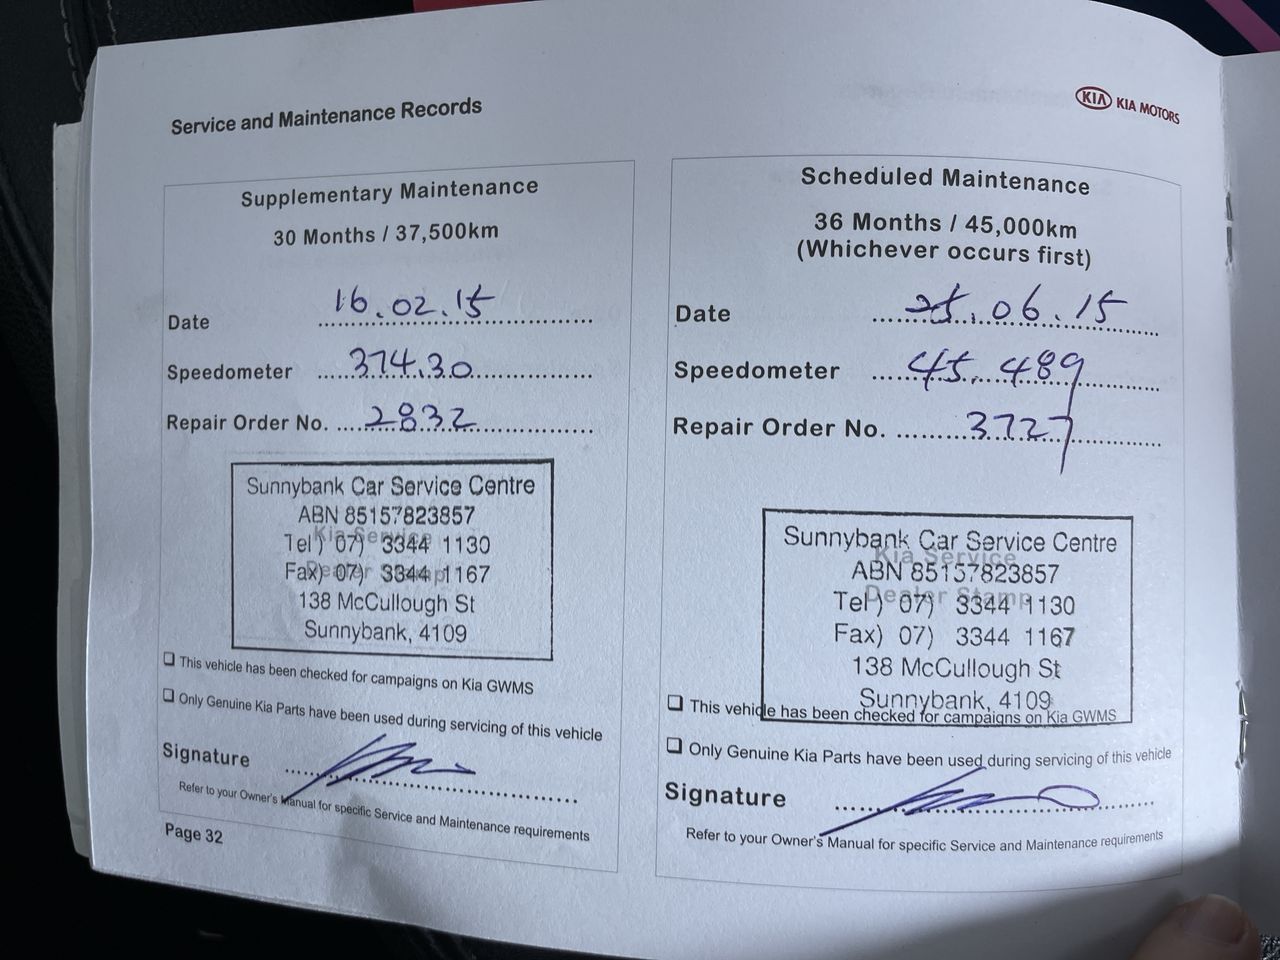 Service and Maintenance Records
KIA KIA MOTORS
Supplementary Maintenance
30 Months / 37,500km
Date 16.02.15
Speedometer 374.30
Repair Order No. 2832
Sunnybank Car Service Centre
ABN 85157823857
Kia Service
Tel) 07) 3344 1130
Dealer Stamp
Fax) 07) 3344 1167
138 McCullough St
Sunnybank, 4109
❑ This vehicle has been checked for campaigns on Kia GWMS
❑ Only Genuine Kia Parts have been used during servicing of this vehicle
Signature
Refer to your Owner's Manual for specific Service and Maintenance requirements
Page 32
Scheduled Maintenance
36 Months / 45,000km
(Whichever occurs first)
Date 25.06.15
Speedometer 45.489
Repair Order No. 3727
Sunnybank Car Service Centre
Kia Service
ABN 85157823857
Dealer Stamp
Tel) 07) 3344 1130
Fax) 07) 3344 1167
138 McCullough St
Sunnybank, 4109
❑ This vehicle has been checked for campaigns on Kia GWMS
❑ Only Genuine Kia Parts have been used during servicing of this vehicle
Signature
Refer to your Owner's Manual for specific Service and Maintenance requirements